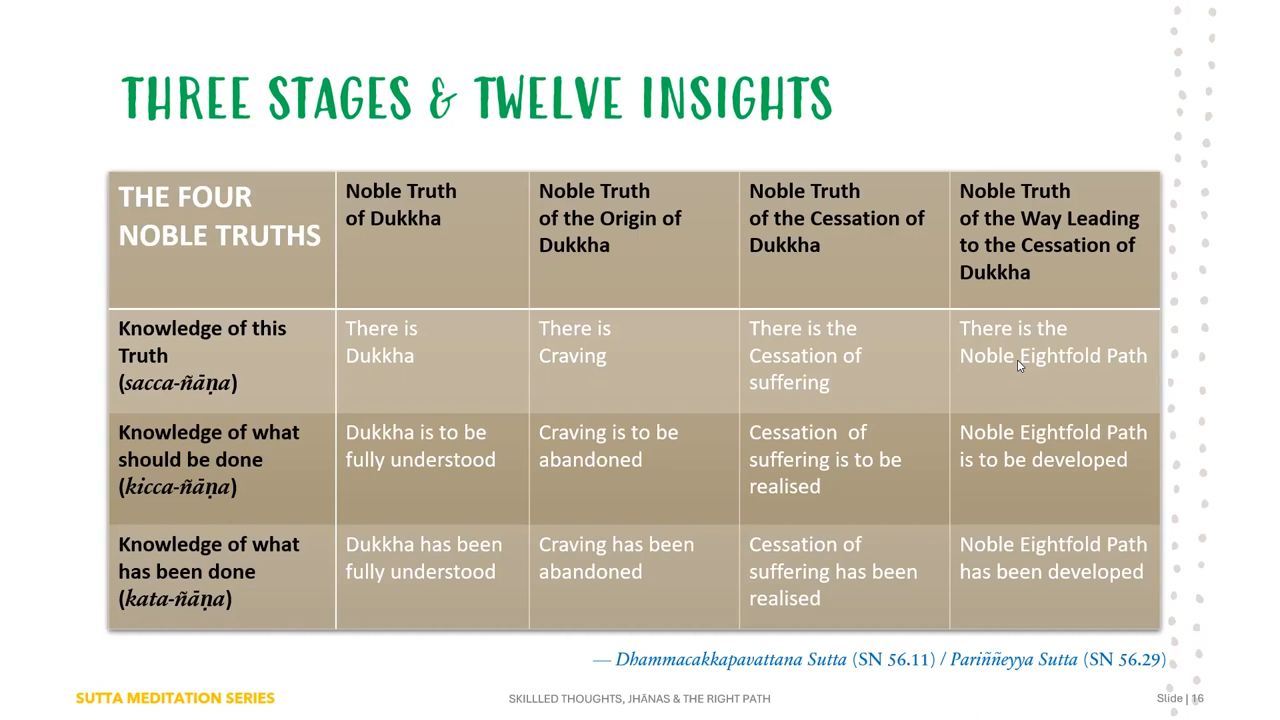 THREE STAGES & TWELVE INSIGHTS
THE FOUR
NOBLE TRUTHS
Noble Truth
of Dukkha
Noble Truth
of the Origin of
Dukkha
Noble Truth
of the Cessation of
Dukkha
Noble Truth
of the Way Leading
to the Cessation of
Dukkha
Knowledge of this
Truth
(sacca-ñāṇa)
There is
Dukkha
There is
Craving
There is the
Cessation of
suffering
There is the
Noble Eightfold Path
Knowledge of what
should be done
(kicca-ñāṇa)
Dukkha is to be
fully understood
Craving is to be
abandoned
Cessation of
suffering is to be
realised
Noble Eightfold Path
is to be developed
Knowledge of what
has been done
(kata-ñāṇa)
Dukkha has been
fully understood
Craving has been
abandoned
Cessation of
suffering has been
realised
Noble Eightfold Path
has been developed
— Dhammacakkapavattana Sutta (SN 56.11) / Pariññeyya Sutta (SN 56.29)
SUTTA MEDITATION SERIES
SKILLLED THOUGHTS, JHĀNAS & THE RIGHT PATH
Slide | 16